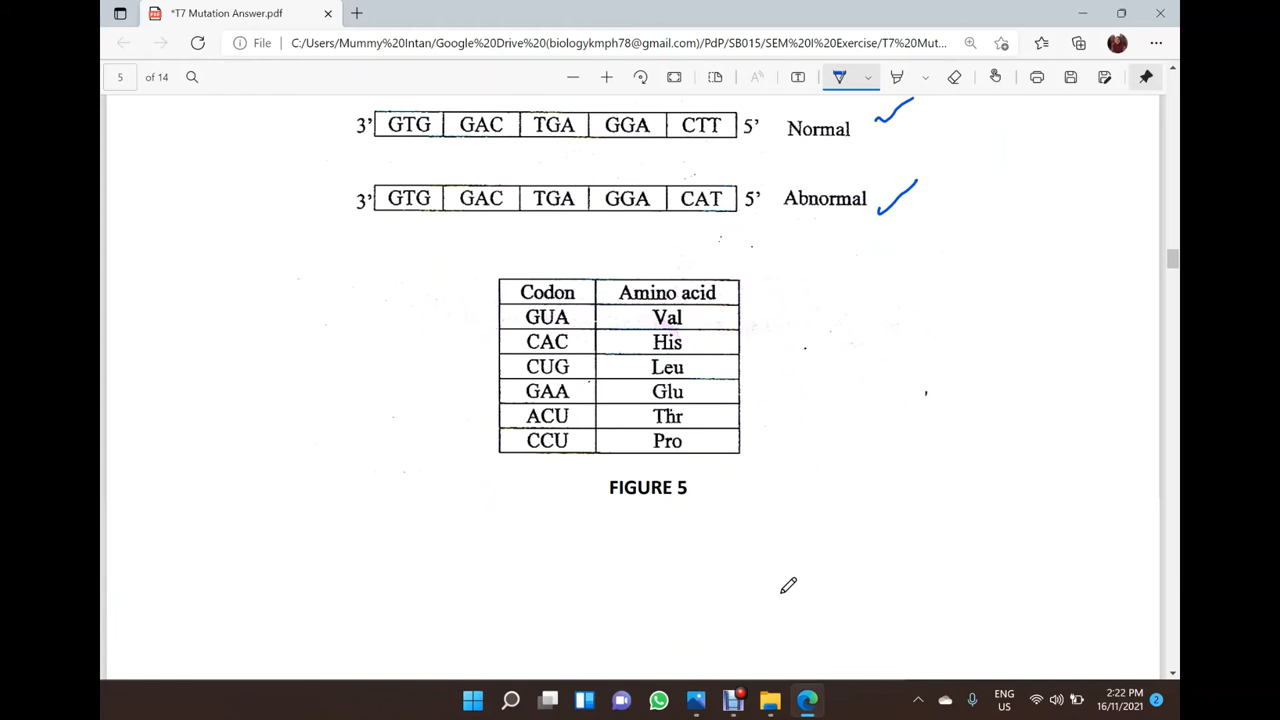 *T7 Mutation Answer.pdf
File C:/Users/Mummy%20Intan/Google%20Drive%20(biologykmph78@gmail.com)/PdP/SB015/SEM%20I%20Exercise/T7%20Mut...
5 of 14
3' GTG GAC TGA GGA CTT 5' Normal
3' GTG GAC TGA GGA CAT 5' Abnormal
Codon Amino acid
GUA Val
CAC His
CUG Leu
GAA Glu
ACU Thr
CCU Pro
FIGURE 5
ENG 2:22 PM
US 16/11/2021 2